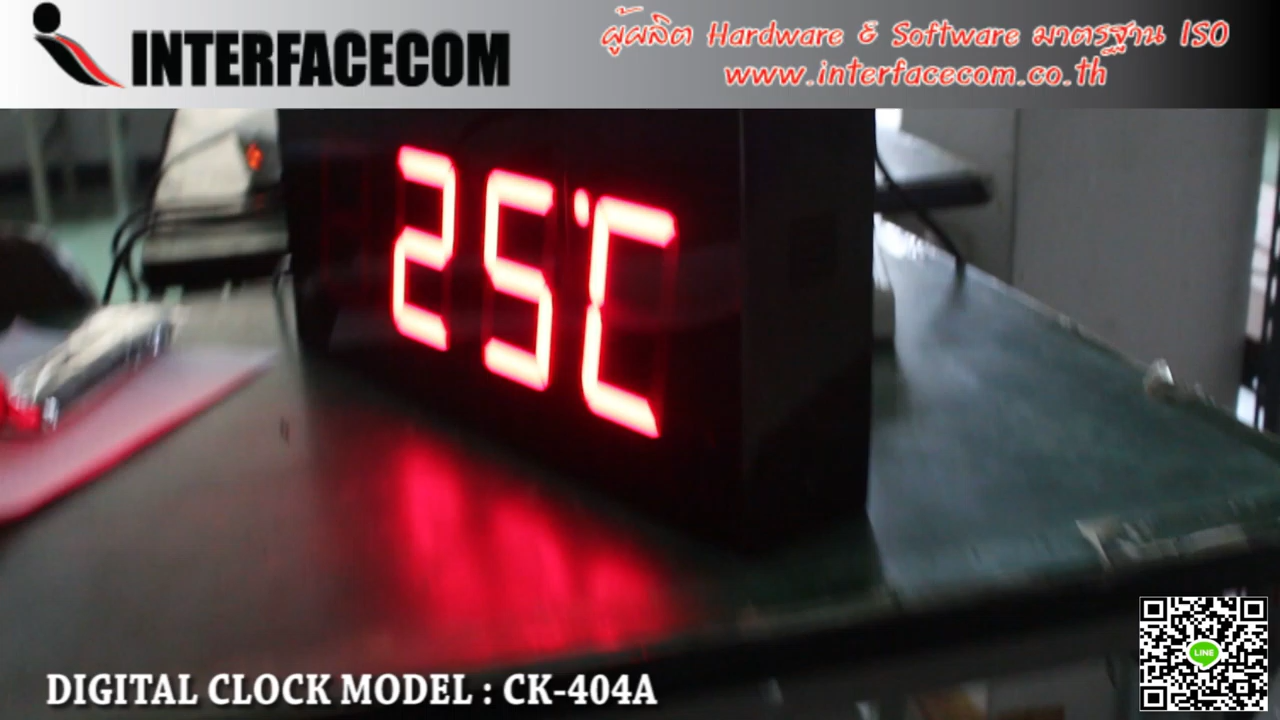 INTERFACECOM
ผู้ผลิต Hardware & Software มาตรฐาน ISO
www.interfacecom.co.th
25°C
LINE
DIGITAL CLOCK MODEL : CK-404A